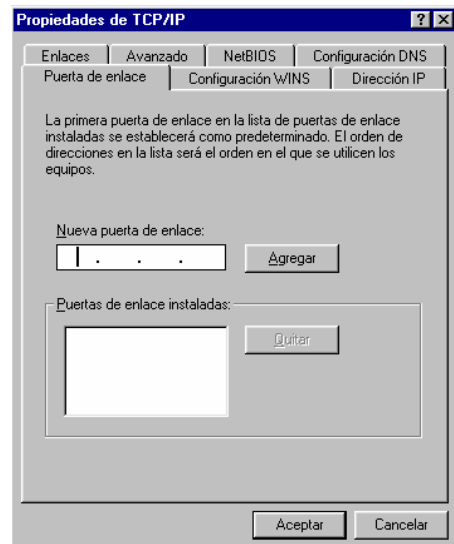 Propiedades de TCP/IP
Enlaces Avanzado NetBIOS Configuración DNS
Puerta de enlace Configuración WINS Dirección IP
La primera puerta de enlace en la lista de puertas de enlace
instaladas se establecerá como predeterminado. El orden de
direcciones en la lista será el orden en el que se utilicen los
equipos.
Nueva puerta de enlace:
. . . Agregar
Puertas de enlace instaladas:
Quitar
Aceptar Cancelar